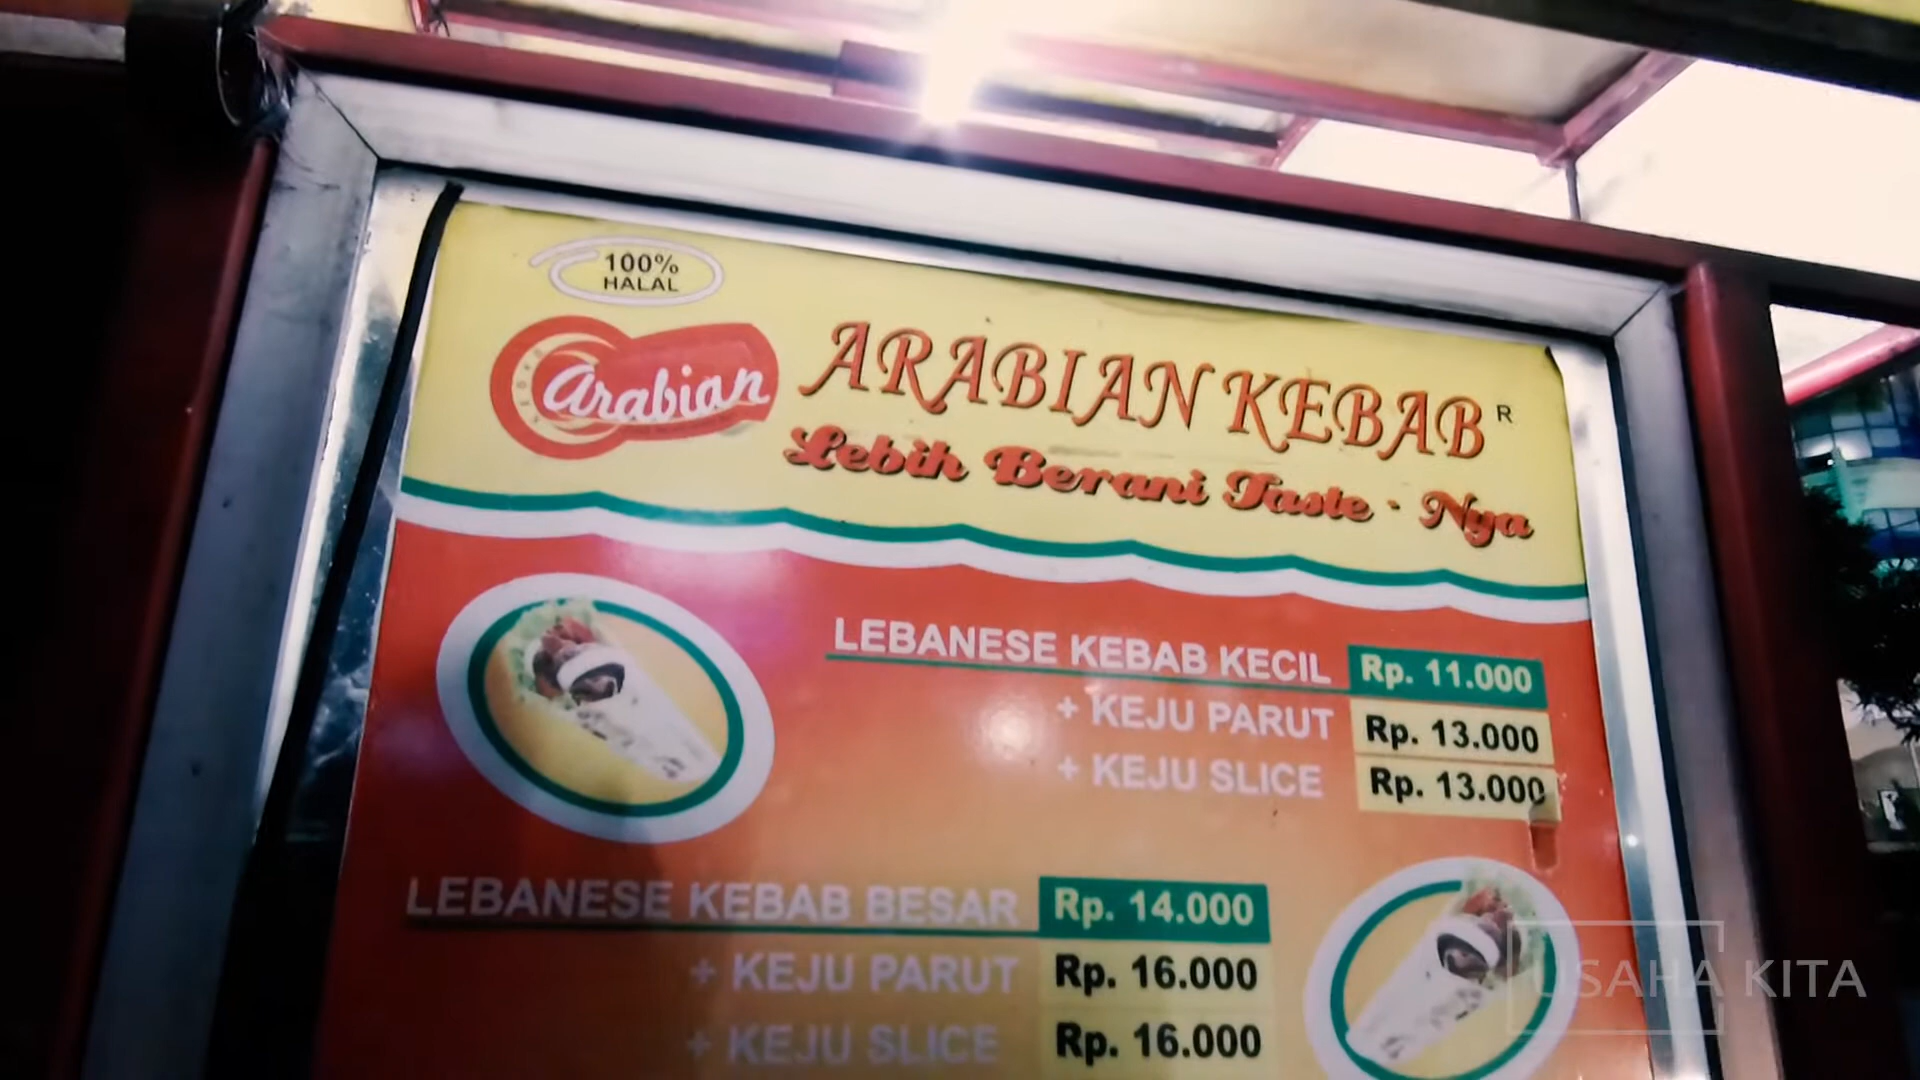 100%
HALAL
Arabian
ARABIAN KEBAB R
Lebih Berani Taste - Nya
LEBANESE KEBAB KECIL Rp. 11.000
+ KEJU PARUT Rp. 13.000
+ KEJU SLICE Rp. 13.000
LEBANESE KEBAB BESAR Rp. 14.000
+ KEJU PARUT Rp. 16.000
+ KEJU SLICE Rp. 16.000
USAHA KITA